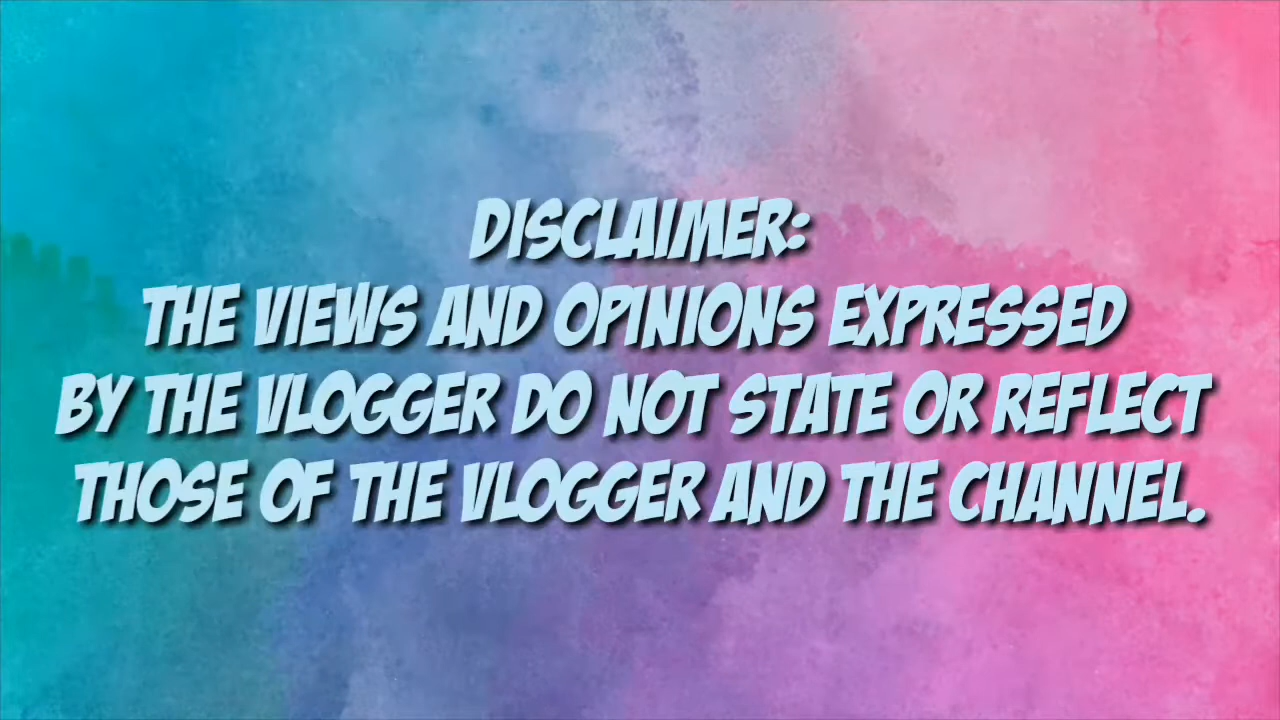 DISCLAIMER:
THE VIEWS AND OPINIONS EXPRESSED
BY THE VLOGGER DO NOT STATE OR REFLECT
THOSE OF THE VLOGGER AND THE CHANNEL.